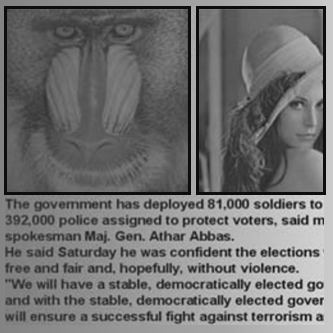 The government has deployed 81,000 soldiers to
392,000 police assigned to protect voters, said m
spokesman Maj. Gen. Athar Abbas.
He said Saturday he was confident the elections
free and fair and, hopefully, without violence.
"We will have a stable, democratically elected go
and with the stable, democratically elected gover
will ensure a successful fight against terrorism a